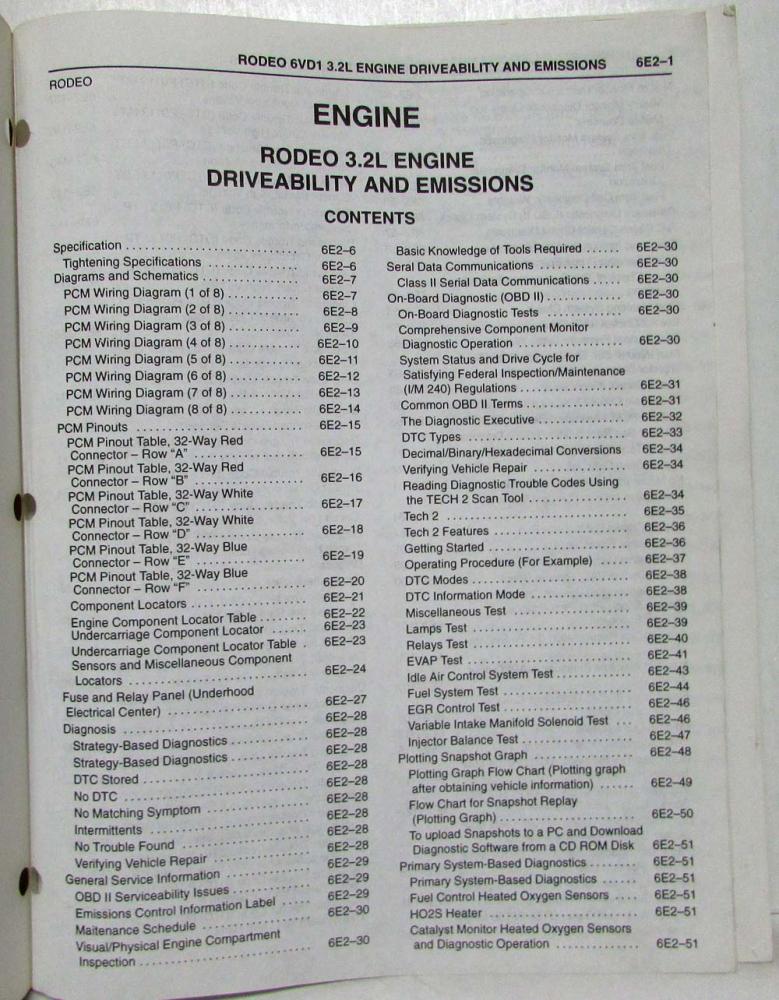 RODEO 6VD1 3.2L ENGINE DRIVEABILITY AND EMISSIONS 6E2–1
RODEO
ENGINE
RODEO 3.2L ENGINE
DRIVEABILITY AND EMISSIONS
CONTENTS
Specification . . . . . . . . . . 6E2–6
Tightening Specifications . . . . . . . . . . 6E2–6
Diagrams and Schematics . . . . . . . . . . 6E2–7
PCM Wiring Diagram (1 of 8) . . . . . . . . . . 6E2–7
PCM Wiring Diagram (2 of 8) . . . . . . . . . . 6E2–8
PCM Wiring Diagram (3 of 8) . . . . . . . . . . 6E2–9
PCM Wiring Diagram (4 of 8) . . . . . . . . . . 6E2–10
PCM Wiring Diagram (5 of 8) . . . . . . . . . . 6E2–11
PCM Wiring Diagram (6 of 8) . . . . . . . . . . 6E2–12
PCM Wiring Diagram (7 of 8) . . . . . . . . . . 6E2–13
PCM Wiring Diagram (8 of 8) . . . . . . . . . . 6E2–14
PCM Pinouts . . . . . . . . . . 6E2–15
PCM Pinout Table, 32-Way Red
Connector – Row “A” . . . . . . . . . . 6E2–15
PCM Pinout Table, 32-Way Red
Connector – Row “B” . . . . . . . . . . 6E2–16
PCM Pinout Table, 32-Way White
Connector – Row “C” . . . . . . . . . . 6E2–17
PCM Pinout Table, 32-Way White
Connector – Row “D” . . . . . . . . . . 6E2–18
PCM Pinout Table, 32-Way Blue
Connector – Row “E” . . . . . . . . . . 6E2–19
PCM Pinout Table, 32-Way Blue
Connector – Row “F” . . . . . . . . . . 6E2–20
Component Locators . . . . . . . . . . 6E2–21
Engine Component Locator Table . . . . . . . . 6E2–22
Undercarriage Component Locator . . . . . . 6E2–23
Undercarriage Component Locator Table . 6E2–23
Sensors and Miscellaneous Component
Locators . . . . . . . . . . 6E2–24
Fuse and Relay Panel (Underhood
Electrical Center) . . . . . . . . . . 6E2–27
Diagnosis . . . . . . . . . . 6E2–28
Strategy-Based Diagnostics . . . . . . . . . . 6E2–28
Strategy-Based Diagnostics . . . . . . . . . . 6E2–28
DTC Stored . . . . . . . . . . 6E2–28
No DTC . . . . . . . . . . 6E2–28
No Matching Symptom . . . . . . . . . . 6E2–28
Intermittents . . . . . . . . . . 6E2–28
No Trouble Found . . . . . . . . . . 6E2–28
Verifying Vehicle Repair . . . . . . . . . . 6E2–28
General Service Information . . . . . . . . . . 6E2–29
OBD II Serviceability Issues . . . . . . . . . . 6E2–29
Emissions Control Information Label . . . . . 6E2–29
Maitenance Schedule . . . . . . . . . . 6E2–30
Visual/Physical Engine Compartment
Inspection . . . . . . . . . . 6E2–30
Basic Knowledge of Tools Required . . . . . . 6E2–30
Seral Data Communications . . . . . . . . . . 6E2–30
Class II Serial Data Communications . . . . . 6E2–30
On-Board Diagnostic (OBD II) . . . . . . . . . . 6E2–30
On-Board Diagnostic Tests . . . . . . . . . . 6E2–30
Comprehensive Component Monitor
Diagnostic Operation . . . . . . . . . . 6E2–30
System Status and Drive Cycle for
Satisfying Federal Inspection/Maintenance
(I/M 240) Regulations . . . . . . . . . . 6E2–31
Common OBD II Terms . . . . . . . . . . 6E2–31
The Diagnostic Executive . . . . . . . . . . 6E2–32
DTC Types . . . . . . . . . . 6E2–33
Decimal/Binary/Hexadecimal Conversions 6E2–34
Verifying Vehicle Repair . . . . . . . . . . 6E2–34
Reading Diagnostic Trouble Codes Using
the TECH 2 Scan Tool . . . . . . . . . . 6E2–34
Tech 2 . . . . . . . . . . 6E2–35
Tech 2 Features . . . . . . . . . . 6E2–36
Getting Started . . . . . . . . . . 6E2–36
Operating Procedure (For Example) . . . . . 6E2–37
DTC Modes . . . . . . . . . . 6E2–38
DTC Information Mode . . . . . . . . . . 6E2–38
Miscellaneous Test . . . . . . . . . . 6E2–39
Lamps Test . . . . . . . . . . 6E2–39
Relays Test . . . . . . . . . . 6E2–40
EVAP Test . . . . . . . . . . 6E2–41
Idle Air Control System Test . . . . . . . . . . 6E2–43
Fuel System Test . . . . . . . . . . 6E2–44
EGR Control Test . . . . . . . . . . 6E2–46
Variable Intake Manifold Solenoid Test . . . 6E2–46
Injector Balance Test . . . . . . . . . . 6E2–47
Plotting Snapshot Graph . . . . . . . . . . 6E2–48
Plotting Graph Flow Chart (Plotting graph
after obtaining vehicle information) . . . . . . 6E2–49
Flow Chart for Snapshot Replay
(Plotting Graph) . . . . . . . . . . 6E2–50
To upload Snapshots to a PC and Download
Diagnostic Software from a CD ROM Disk 6E2–51
Primary System-Based Diagnostics . . . . . . . . 6E2–51
Primary System-Based Diagnostics . . . . . . 6E2–51
Fuel Control Heated Oxygen Sensors . . . . 6E2–51
HO2S Heater . . . . . . . . . . 6E2–51
Catalyst Monitor Heated Oxygen Sensors
and Diagnostic Operation . . . . . . . . . . 6E2–51